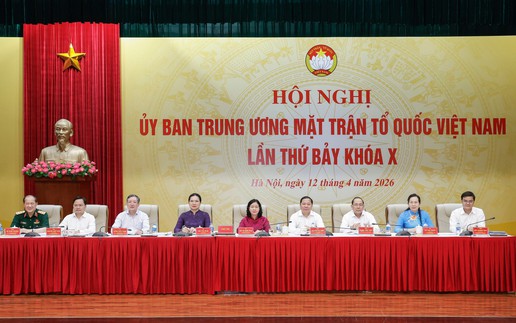 HỘI NGHỊ
ỦY BAN TRUNG ƯƠNG MẶT TRẬN TỔ QUỐC VIỆT NAM
LẦN THỨ BẢY KHÓA X
Hà Nội, ngày 12 tháng 4 năm 2026